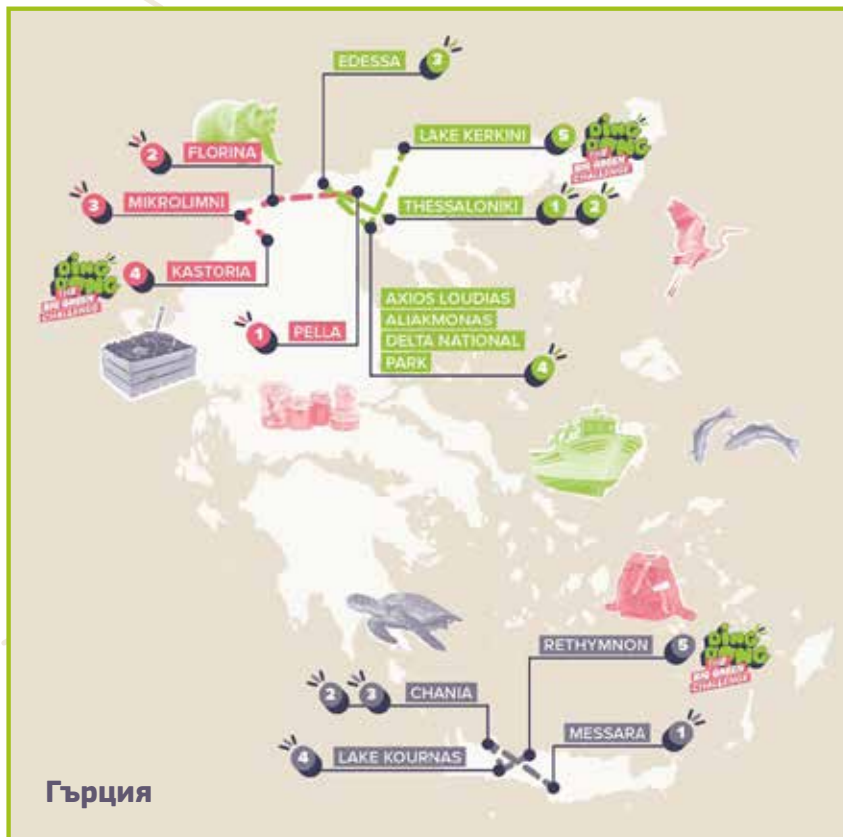 EDESSA 3
LAKE KERKINI 5
DING
DONG
THE
BIG GREEN
CHALLENGE
2 FLORINA
3 MIKROLIMNI
THESSALONIKI 1 2
DING
DONG
THE
BIG GREEN
CHALLENGE
4 KASTORIA
1 PELLA
AXIOS LOUDIAS
ALIAKMONAS
DELTA NATIONAL
PARK
4
RETHYMNON 5
DING
DONG
THE
BIG GREEN
CHALLENGE
2 3 CHANIA
MESSARA 1
4 LAKE KOURNAS
Гърция